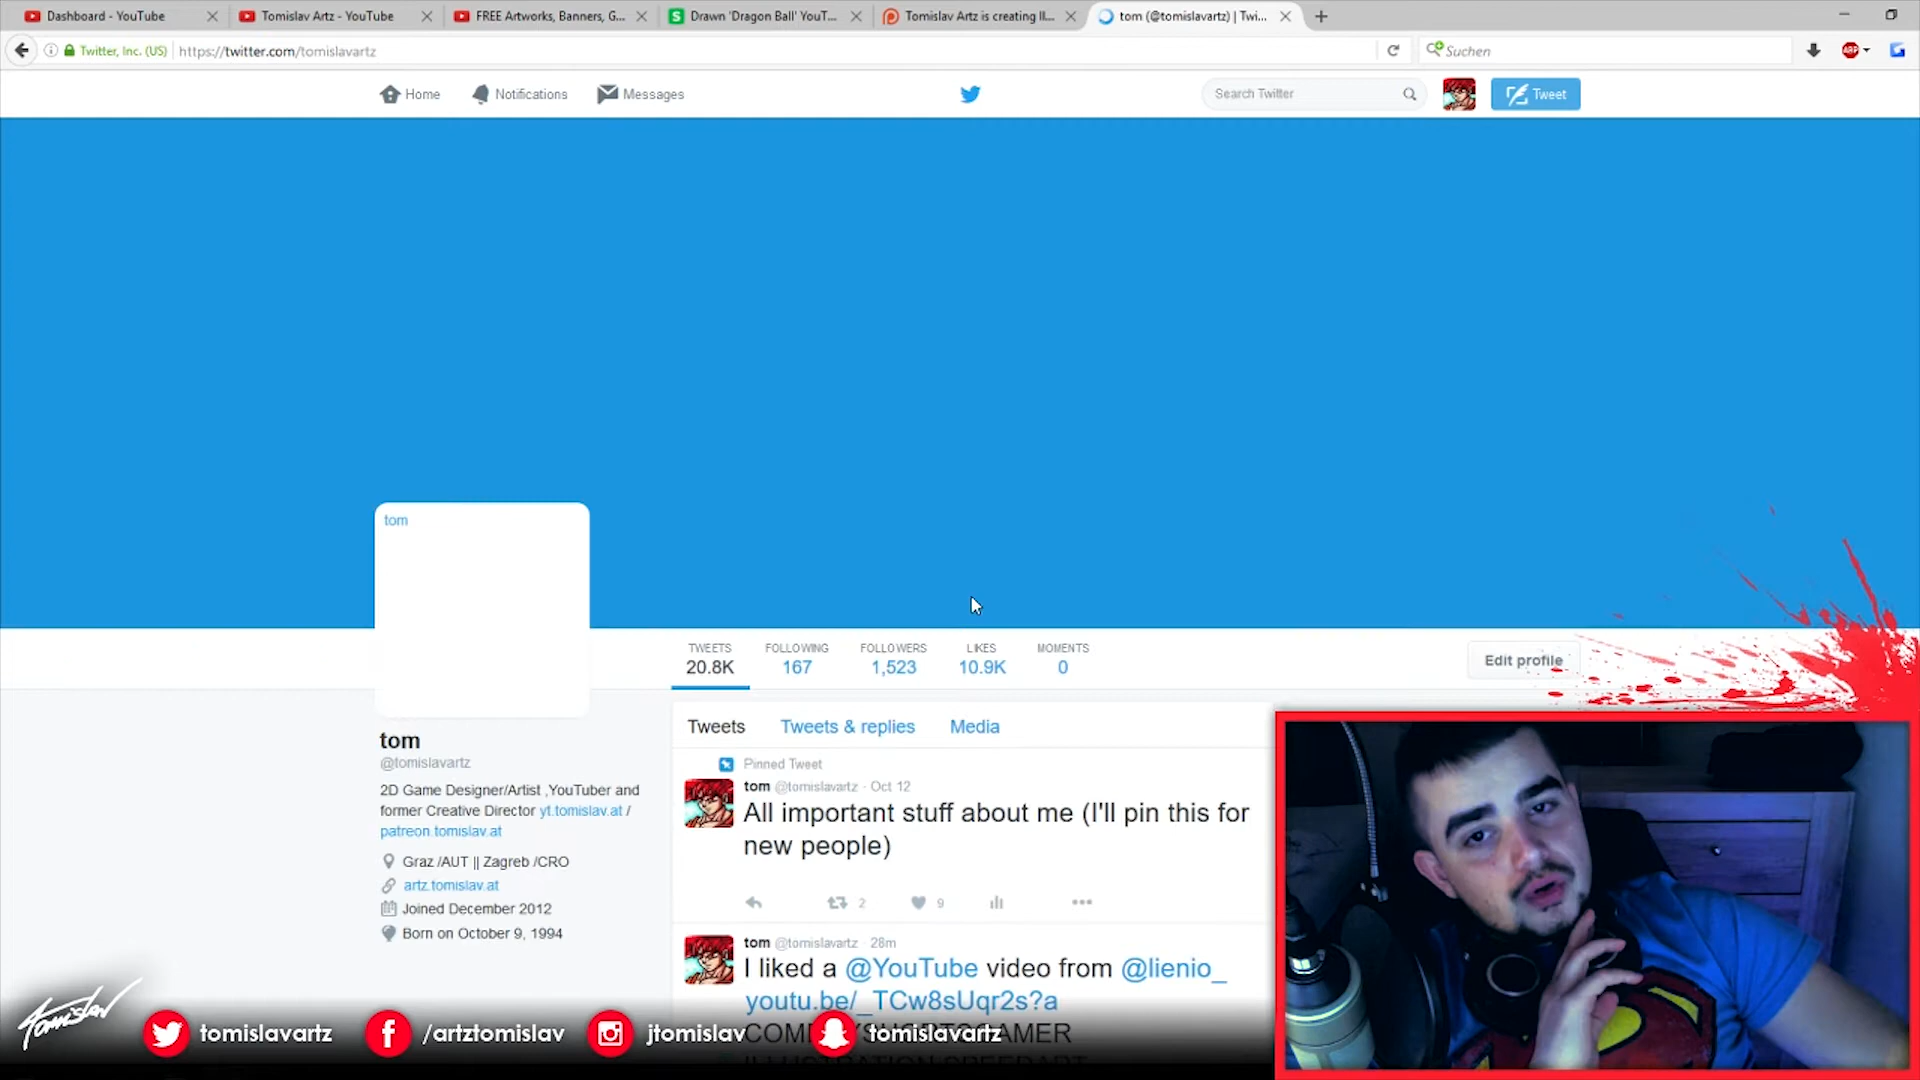 Dashboard - YouTube
Tomislav Artz - YouTube
FREE Artworks, Banners, G...
Drawn 'Dragon Ball' YouT...
Tomislav Artz is creating Il...
tom (@tomislavartz) | Twi...
Twitter, Inc. (US)
https://twitter.com/tomislavartz
Suchen
ABP
Home
Notifications
Messages
Search Twitter
Tweet
tom
TWEETS
20.8K
FOLLOWING
167
FOLLOWERS
1,523
LIKES
10.9K
MOMENTS
0
Edit profile
Tweets
Tweets & replies
Media
tom
@tomislavartz
2D Game Designer/Artist ,YouTuber and
former Creative Director yt.tomislav.at /
patreon.tomislav.at
Graz /AUT || Zagreb /CRO
artz.tomislav.at
Joined December 2012
Born on October 9, 1994
Pinned Tweet
tom @tomislavartz · Oct 12
All important stuff about me (I'll pin this for
new people)
2
9
tom @tomislavartz · 28m
I liked a @YouTube video from @lienio_
youtu.be/_TCw8sUqr2s?a
ILLUSTRATION SPEEDART
Tomislav
tomislavartz
/artztomislav
jtomislav
tomislavartz